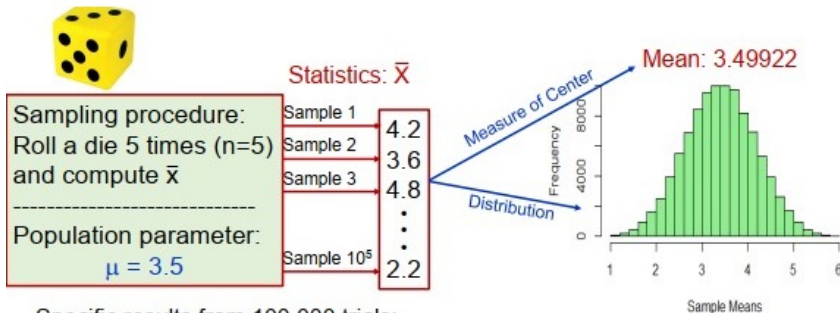 Statistics: x̄
Sampling procedure:
Roll a die 5 times (n=5)
and compute x̄
------------------------------
Population parameter:
μ = 3.5
Sample 1
Sample 2
Sample 3
Sample 10⁵
4.2
3.6
4.8
2.2
Measure of Center
Distribution
Mean: 3.49922
Frequency
0 4000 8000
1 2 3 4 5 6
Sample Means